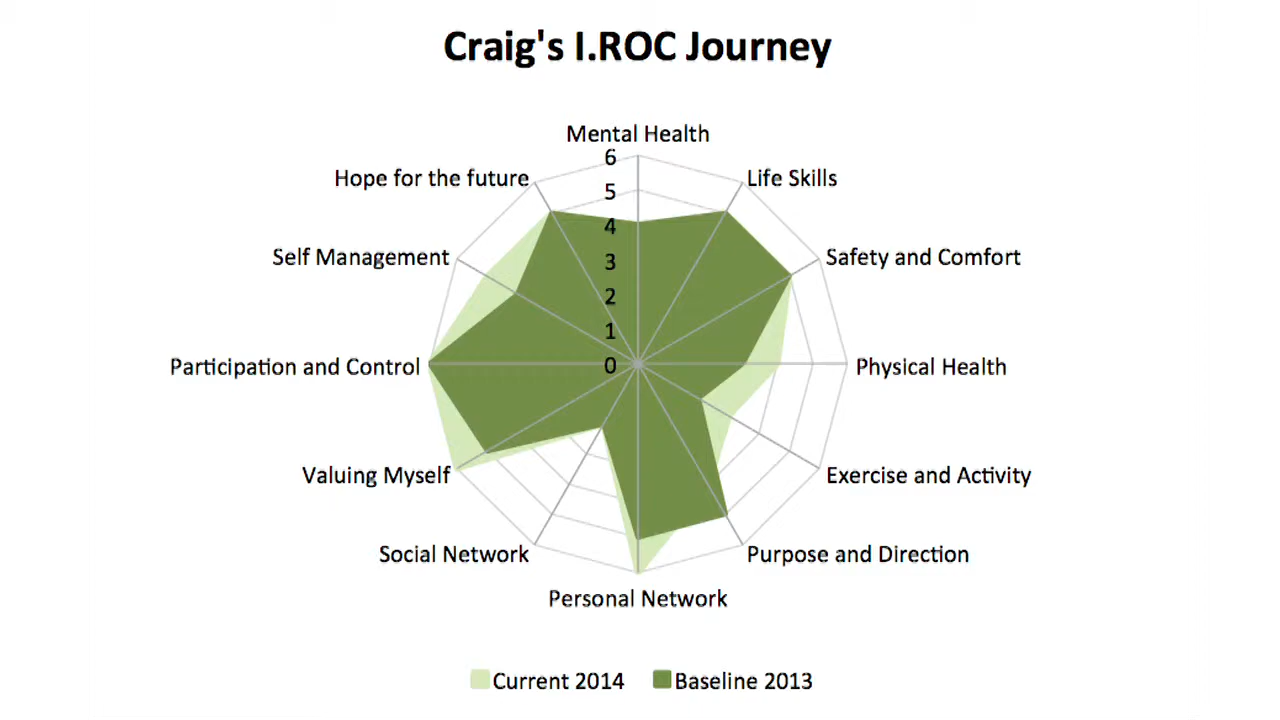 Craig's I.ROC Journey
Mental Health
6
Hope for the future
Life Skills
5
4
Self Management
Safety and Comfort
3
2
1
Participation and Control
0
Physical Health
Valuing Myself
Exercise and Activity
Social Network
Purpose and Direction
Personal Network
Current 2014
Baseline 2013